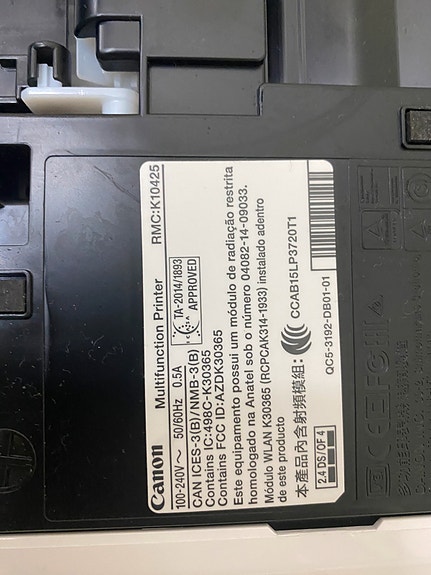 Canon Multifunction Printer RMC:K10425
100-240V～ 50/60Hz 0.5A
TA-2014/1893
APPROVED
CAN ICES-3(B)/ NMB-3(B)
Contains IC:498C-K30365
Contains FCC ID:AZDK30365
Este equipamento possui um módulo de radiação restrita
homologado na Anatel sob o número 04082-14-09033.
Módulo WLAN K30365 (RCPCAK314-1933) instalado adentro
de este producto
本產品內含射頻模組: CCAB15LP3720T1
2.4 DS/OF 4
QC5-3192-DB01-01